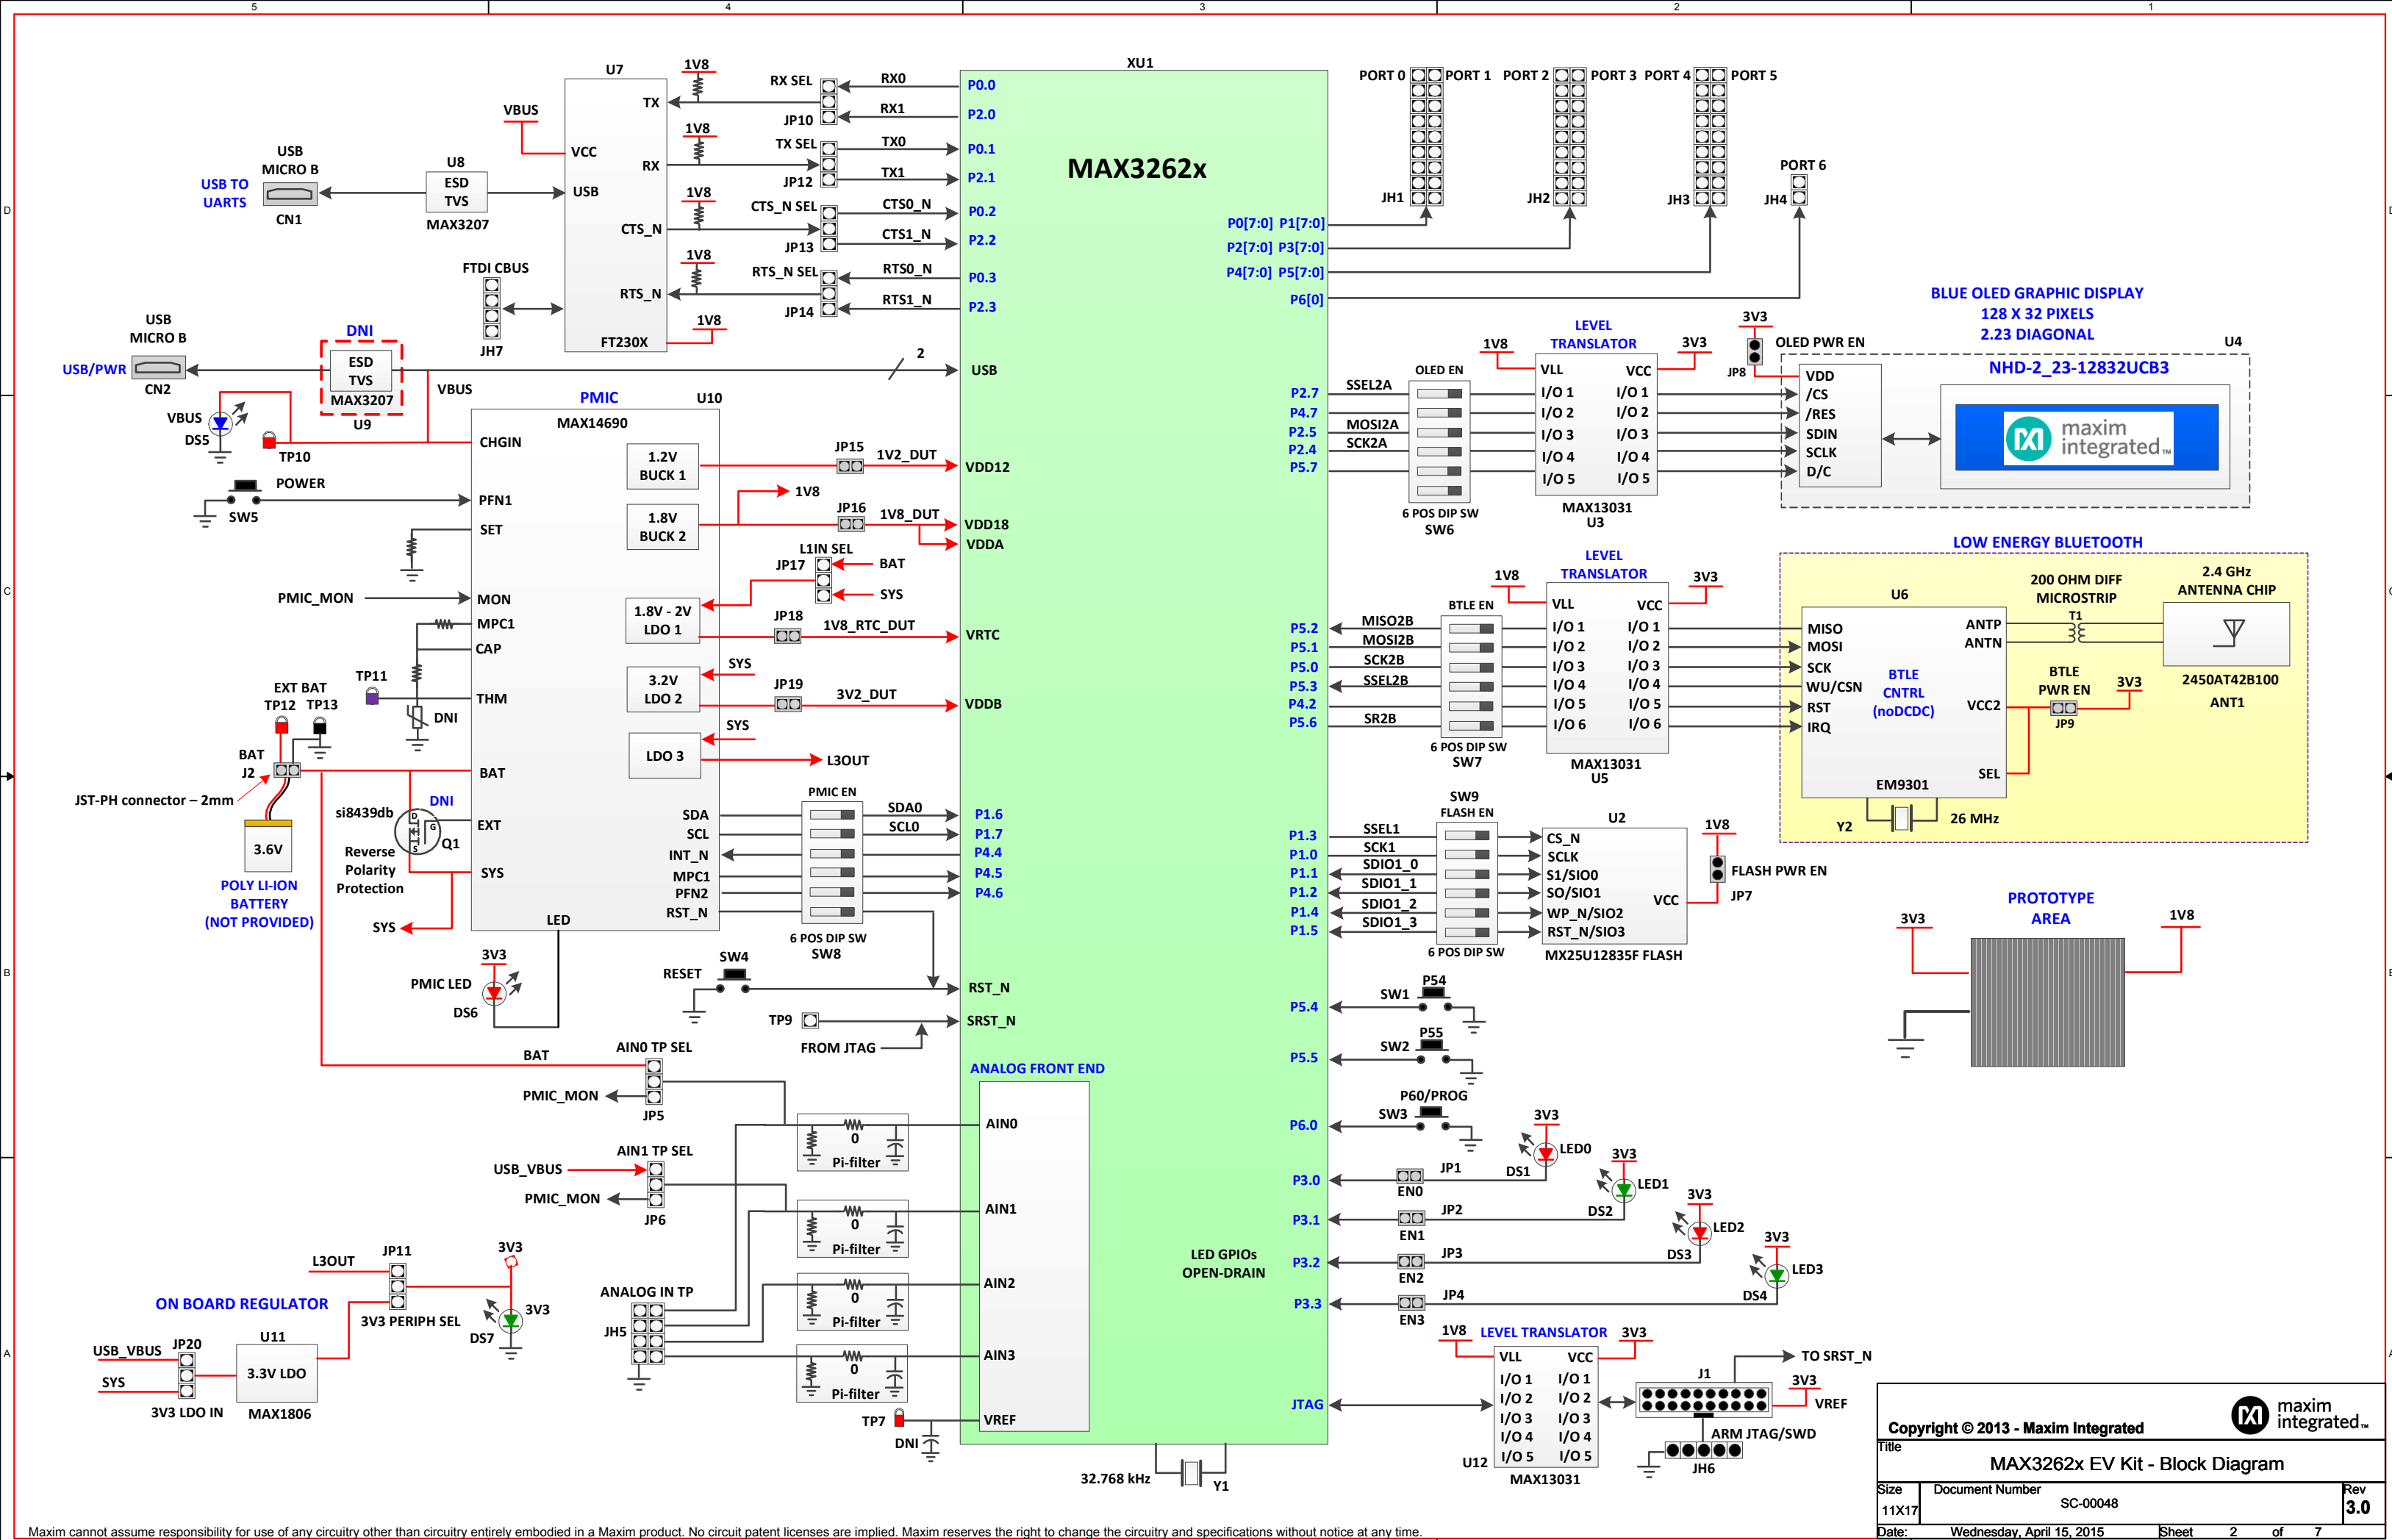 5 4 3 2 1
D
C
B
A
U7
TX
VCC
RX
USB
CTS_N
RTS_N
FT230X
VBUS
1V8
1V8
1V8
1V8
1V8
USB
MICRO B
USB TO
UARTS
CN1
U8
ESD
TVS
MAX3207
FTDI CBUS
JH7
RX SEL
JP10
TX SEL
JP12
CTS_N SEL
JP13
RTS_N SEL
JP14
RX0
RX1
TX0
TX1
CTS0_N
CTS1_N
RTS0_N
RTS1_N
XU1
MAX3262x
P0.0
P2.0
P0.1
P2.1
P0.2
P2.2
P0.3
P2.3
USB
2
USB
MICRO B
USB/PWR
CN2
DNI
ESD
TVS
MAX3207
U9
VBUS
VBUS
DS5
TP10
POWER
SW5
PMIC
U10
MAX14690
CHGIN
PFN1
SET
MON
MPC1
CAP
THM
BAT
EXT
SYS
LED
1.2V
BUCK 1
1.8V
BUCK 2
1.8V - 2V
LDO 1
3.2V
LDO 2
LDO 3
SDA
SCL
INT_N
MPC1
PFN2
RST_N
JP15
1V2_DUT
VDD12
1V8
JP16
1V8_DUT
VDD18
VDDA
L1IN SEL
JP17
BAT
SYS
JP18
1V8_RTC_DUT
VRTC
SYS
JP19
3V2_DUT
VDDB
SYS
L3OUT
PMIC_MON
TP11
DNI
EXT BAT
TP12 TP13
BAT
J2
JST-PH connector – 2mm
3.6V
POLY LI-ION
BATTERY
(NOT PROVIDED)
si8439db
DNI
D
G
S
Q1
Reverse
Polarity
Protection
SYS
3V3
PMIC LED
DS6
PMIC EN
6 POS DIP SW
SW8
SDA0
SCL0
P1.6
P1.7
P4.4
P4.5
P4.6
RESET
SW4
RST_N
TP9
SRST_N
FROM JTAG
BAT
AIN0 TP SEL
PMIC_MON
JP5
AIN1 TP SEL
USB_VBUS
PMIC_MON
JP6
ANALOG IN TP
JH5
0
Pi-filter
0
Pi-filter
0
Pi-filter
0
Pi-filter
ANALOG FRONT END
AIN0
AIN1
AIN2
AIN3
VREF
TP7
DNI
32.768 kHz
Y1
L3OUT
JP11
3V3
3V3
DS7
3V3 PERIPH SEL
ON BOARD REGULATOR
USB_VBUS
SYS
JP20
3V3 LDO IN
U11
3.3V LDO
MAX1806
PORT 0 PORT 1
JH1
PORT 2 PORT 3
JH2
PORT 4 PORT 5
JH3
PORT 6
JH4
P0[7:0] P1[7:0]
P2[7:0] P3[7:0]
P4[7:0] P5[7:0]
P6[0]
P2.7
P4.7
P2.5
P2.4
P5.7
SSEL2A
MOSI2A
SCK2A
OLED EN
6 POS DIP SW
SW6
LEVEL
TRANSLATOR
1V8
3V3
VLL VCC
I/O 1 I/O 1
I/O 2 I/O 2
I/O 3 I/O 3
I/O 4 I/O 4
I/O 5 I/O 5
MAX13031
U3
3V3
OLED PWR EN
JP8
BLUE OLED GRAPHIC DISPLAY
128 X 32 PIXELS
2.23 DIAGONAL
U4
NHD-2_23-12832UCB3
VDD
/CS
/RES
SDIN
SCLK
D/C
maxim
integrated™
P5.2
P5.1
P5.0
P5.3
P4.2
P5.6
MISO2B
MOSI2B
SCK2B
SSEL2B
SR2B
BTLE EN
6 POS DIP SW
SW7
LEVEL
TRANSLATOR
1V8
3V3
VLL VCC
I/O 1 I/O 1
I/O 2 I/O 2
I/O 3 I/O 3
I/O 4 I/O 4
I/O 5 I/O 5
I/O 6 I/O 6
MAX13031
U5
LOW ENERGY BLUETOOTH
U6
MISO
MOSI
SCK
WU/CSN
RST
IRQ
BTLE
CNTRL
(noDCDC)
ANTP
ANTN
VCC2
SEL
EM9301
200 OHM DIFF
MICROSTRIP
T1
2.4 GHz
ANTENNA CHIP
2450AT42B100
ANT1
BTLE
PWR EN
3V3
JP9
Y2
26 MHz
P1.3
P1.0
P1.1
P1.2
P1.4
P1.5
SSEL1
SCK1
SDIO1_0
SDIO1_1
SDIO1_2
SDIO1_3
SW9
FLASH EN
6 POS DIP SW
U2
CS_N
SCLK
S1/SIO0
SO/SIO1
WP_N/SIO2
RST_N/SIO3
VCC
MX25U12835F FLASH
1V8
FLASH PWR EN
JP7
PROTOTYPE
AREA
3V3
1V8
P5.4
SW1
P54
P5.5
SW2
P55
P6.0
SW3
P60/PROG
LED GPIOs
OPEN-DRAIN
P3.0
JP1
EN0
DS1
3V3
LED0
P3.1
JP2
EN1
DS2
3V3
LED1
P3.2
JP3
EN2
DS3
3V3
LED2
P3.3
JP4
EN3
DS4
3V3
LED3
JTAG
1V8
LEVEL TRANSLATOR
3V3
VLL VCC
I/O 1 I/O 1
I/O 2 I/O 2
I/O 3 I/O 3
I/O 4 I/O 4
I/O 5 I/O 5
U12
MAX13031
J1
TO SRST_N
3V3
VREF
ARM JTAG/SWD
JH6
Copyright © 2013 - Maxim Integrated
maxim
integrated™
Title
MAX3262x EV Kit - Block Diagram
Size
11X17
Document Number
SC-00048
Rev
3.0
Date: Wednesday, April 15, 2015 Sheet 2 of 7
Maxim cannot assume responsibility for use of any circuitry other than circuitry entirely embodied in a Maxim product. No circuit patent licenses are implied. Maxim reserves the right to change the circuitry and specifications without notice at any time.